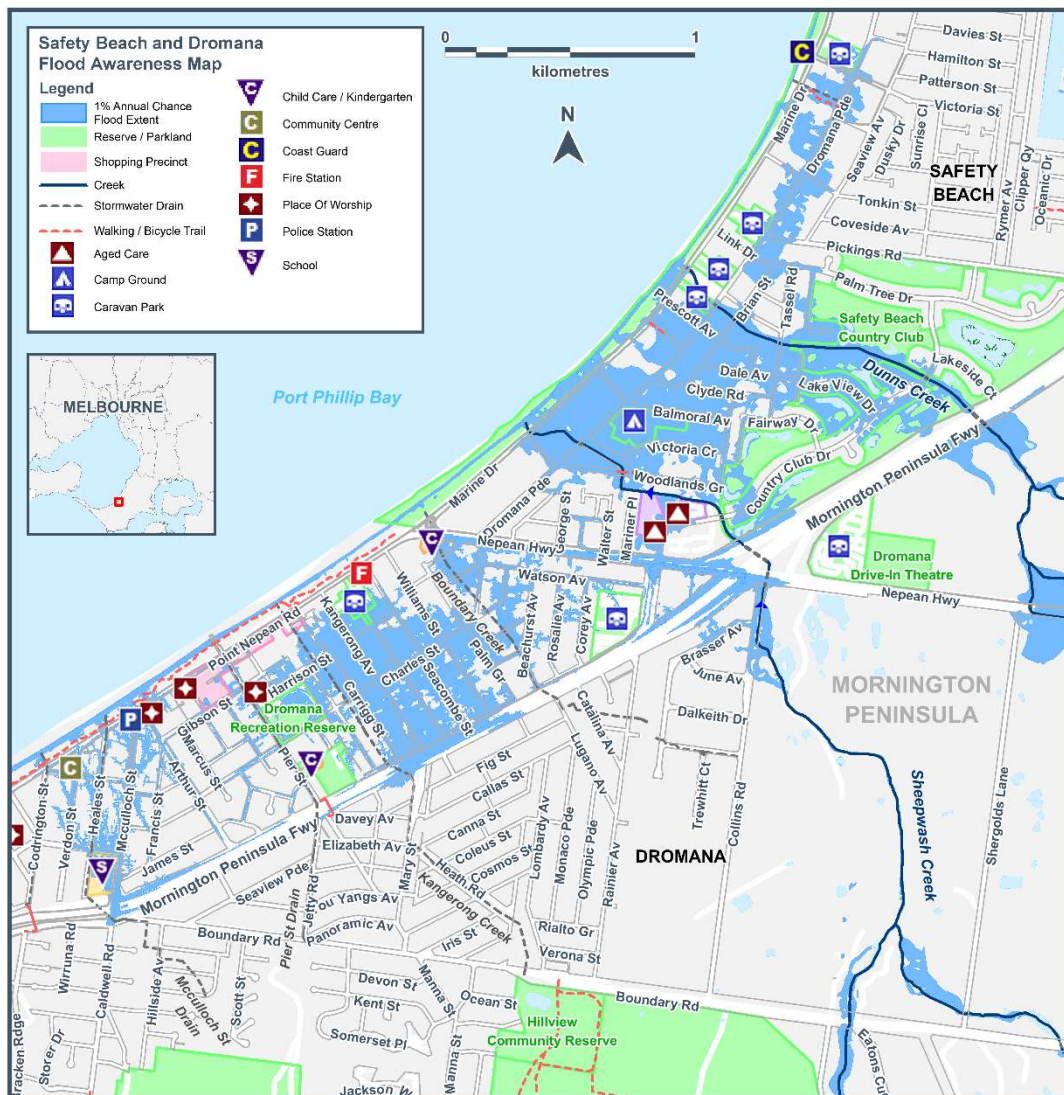 Safety Beach and Dromana
Flood Awareness Map
Legend
1% Annual Chance
Flood Extent
Reserve / Parkland
Shopping Precinct
Creek
Stormwater Drain
Walking / Bicycle Trail
Aged Care
Camp Ground
Caravan Park
C
Child Care / Kindergarten
C
Community Centre
C
Coast Guard
F
Fire Station
Place Of Worship
P
Police Station
S
School
0
1
kilometres
N
MELBOURNE
Port Phillip Bay
C
Davies St
Hamilton St
Patterson St
Victoria St
Marine Dr
Dromana Pde
Seaview Av
Dusky Dr
Sunrise Cl
SAFETY
BEACH
Clipper Qy
Oceanic Dr
Rymer Av
Tonkin St
Coveside Av
Pickings Rd
Link Dr
Brian St
Tassel Rd
Palm Tree Dr
Prescott Av
Safety Beach
Country Club
Lakeside Ct
Dunns Creek
Dale Av
Lake View Dr
Clyde Rd
Balmoral Av
Fairway Dr
Victoria Cr
Country Club Dr
Woodlands Gr
Mornington Peninsula Fwy
Marine Dr
Dromana Pde
George St
Walter St
Mariner Pl
C
Nepean Hwy
Dromana
Drive-In Theatre
Nepean Hwy
Watson Av
F
Williams St
Boundary Creek
Kangerong Av
Beachurst Av
Rosalie Av
Corey Av
Palm Gr
Brasser Av
June Av
MORNINGTON
PENINSULA
Point Nepean Rd
Harrison St
Charles St
Seacombe St
Carrigg St
Dromana
Recreation Reserve
Gibson St
Dalkeith Dr
Catalina Av
Lugano Av
P
C
GMarcus St
Arthur St
Pier St
C
Fig St
Callas St
Trewhitt Ct
Collins Rd
Sheepwash Creek
Shergolds Lane
Codrington St
Verdon St
Heales St
Mcculloch St
Francis St
James St
S
Mornington Peninsula Fwy
Davey Av
Elizabeth Av
Canna St
Coleus St
Cosmos St
Lombardy Av
Monaco Pde
Olympic Pde
Rainier Av
DROMANA
Seaview Pde
Jetty Rd
Mary St
Heath Rd
Kangerong Creek
You Yangs Av
Panoramic Av
Boundary Rd
Iris St
Rialto Gr
Verona St
Wirruna Rd
Caldwell Rd
Hillside Av
Mcculloch St
Drain
Scott St
Pier St Drain
Devon St
Kent St
Somerset Pl
Manna St
Ocean St
Boundary Rd
Hillview
Community Reserve
Bracken Rdge
Storer Dr
Jackson W
Manna St
Eatons Cu